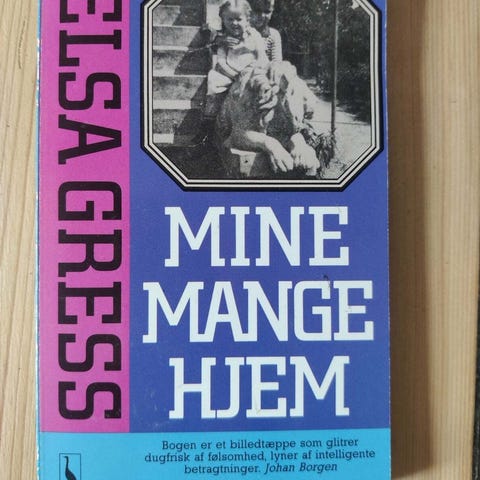 ELSA GRESS
MINE
MANGE
HJEM
Bogen er et billedtæppe som glitrer
dugfrisk af følsomhed, lyner af intelligente
betragtninger. Johan Borgen